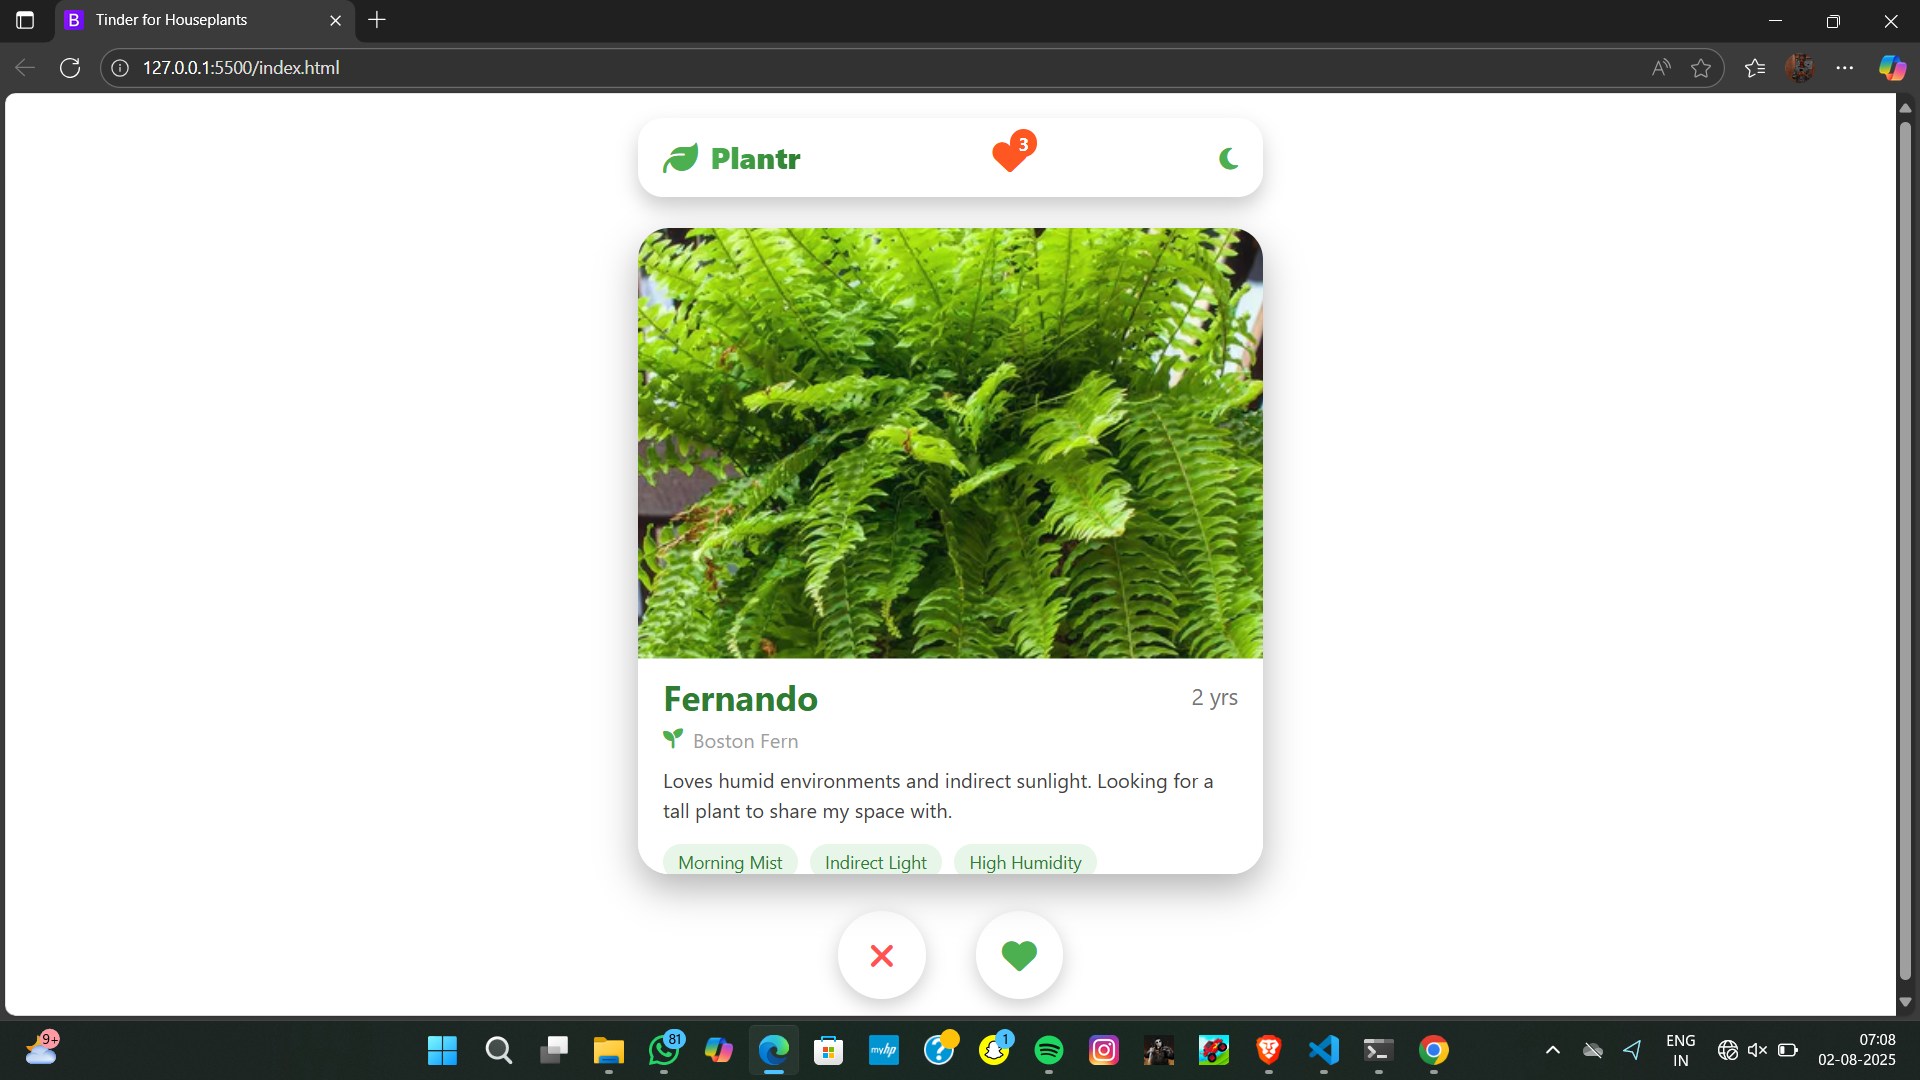 B Tinder for Houseplants
127.0.0.1:5500/index.html
Plantr
3
Fernando
2 yrs
Boston Fern
Loves humid environments and indirect sunlight. Looking for a
tall plant to share my space with.
Morning Mist Indirect Light High Humidity
9+
81
myhp
?
1
ENG
IN
07:08
02-08-2025